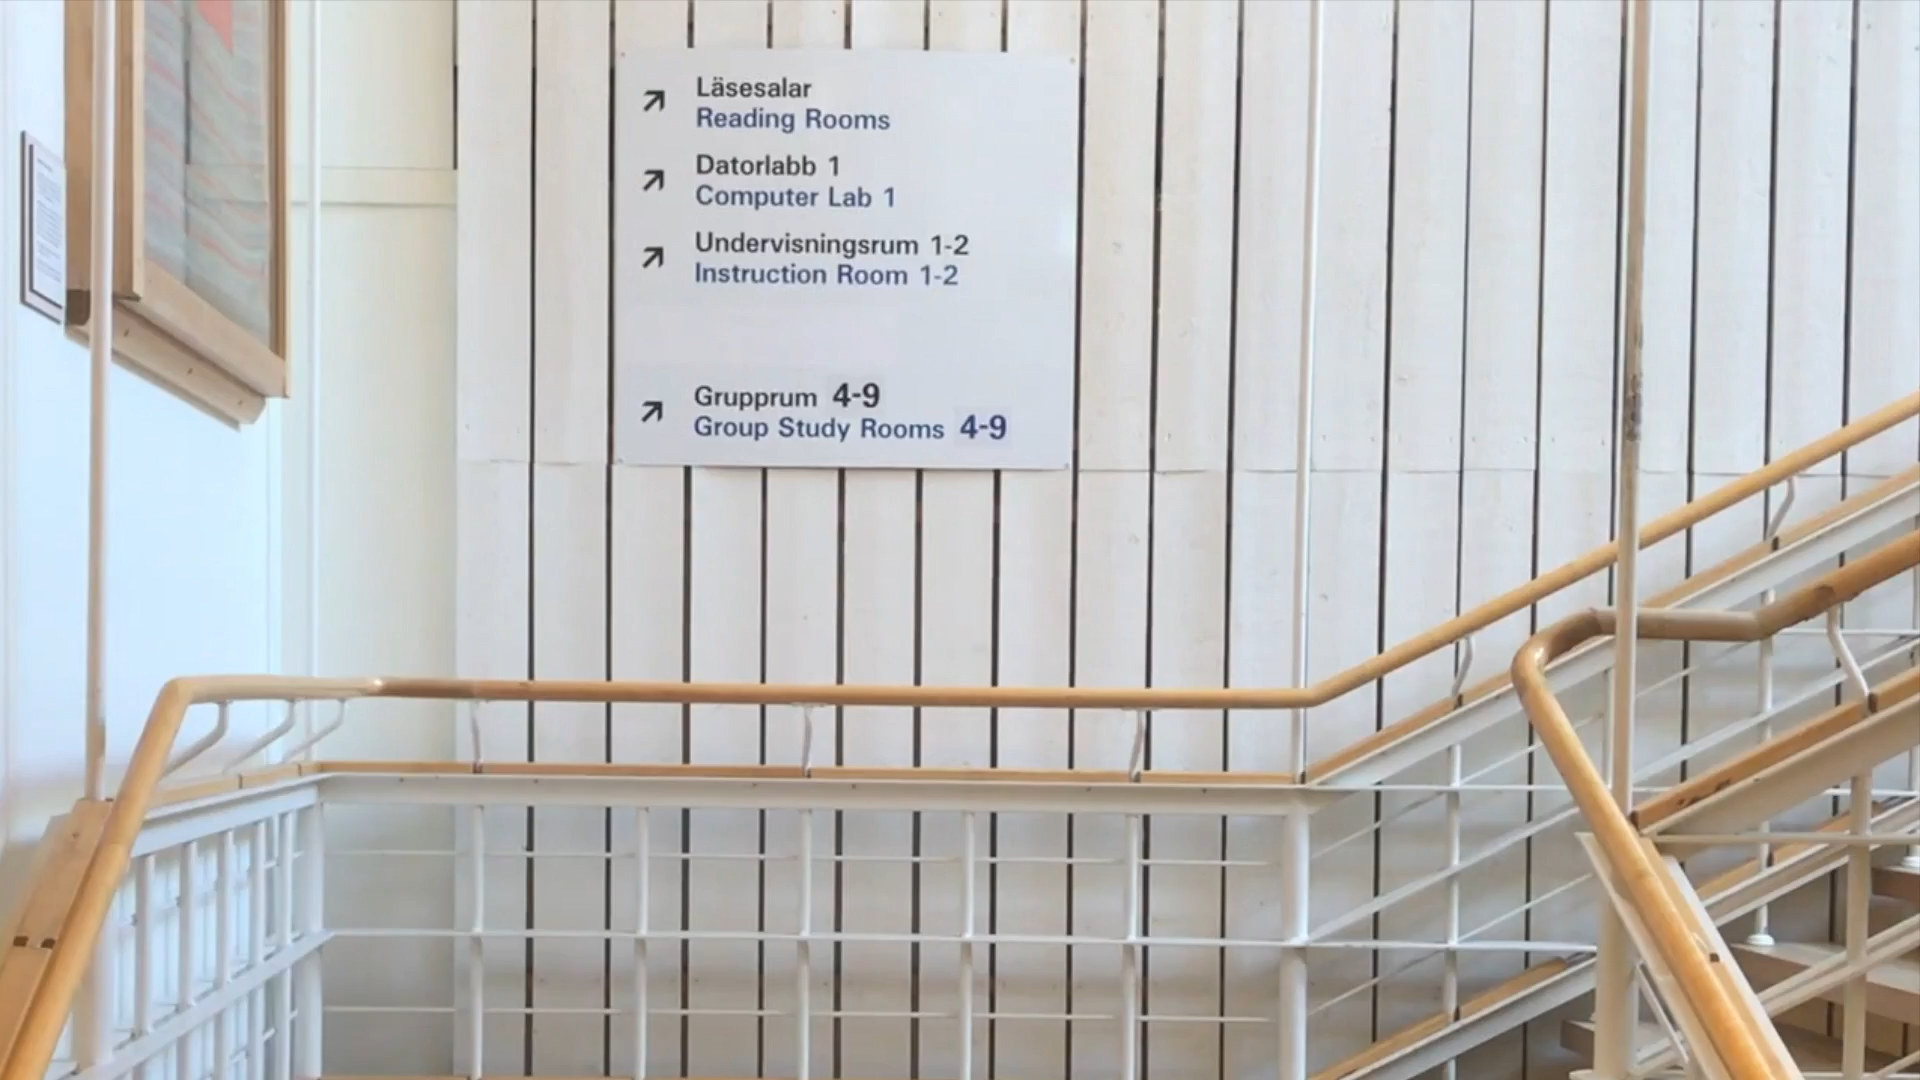 Läsesalar
Reading Rooms
Datorlabb 1
Computer Lab 1
Undervisningsrum 1-2
Instruction Room 1-2
Grupprum 4-9
Group Study Rooms 4-9